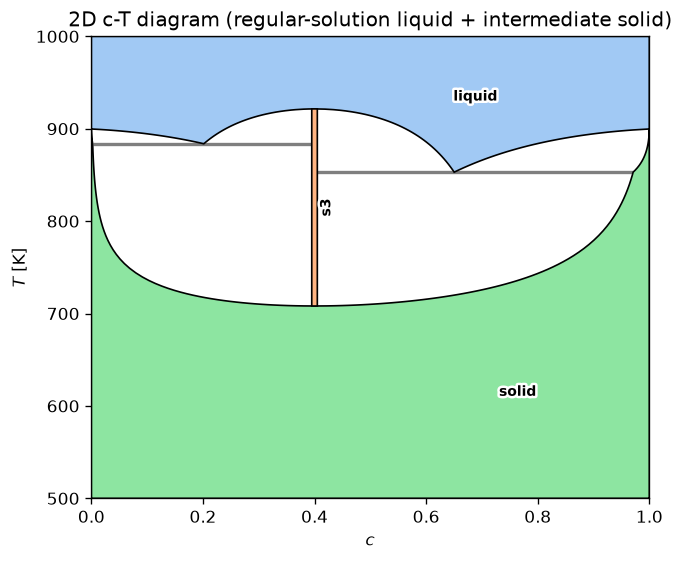 2D c-T diagram (regular-solution liquid + intermediate solid)
1000
900
800
700
600
500
T [K]
liquid
s3
solid
0.0 0.2 0.4 0.6 0.8 1.0
c